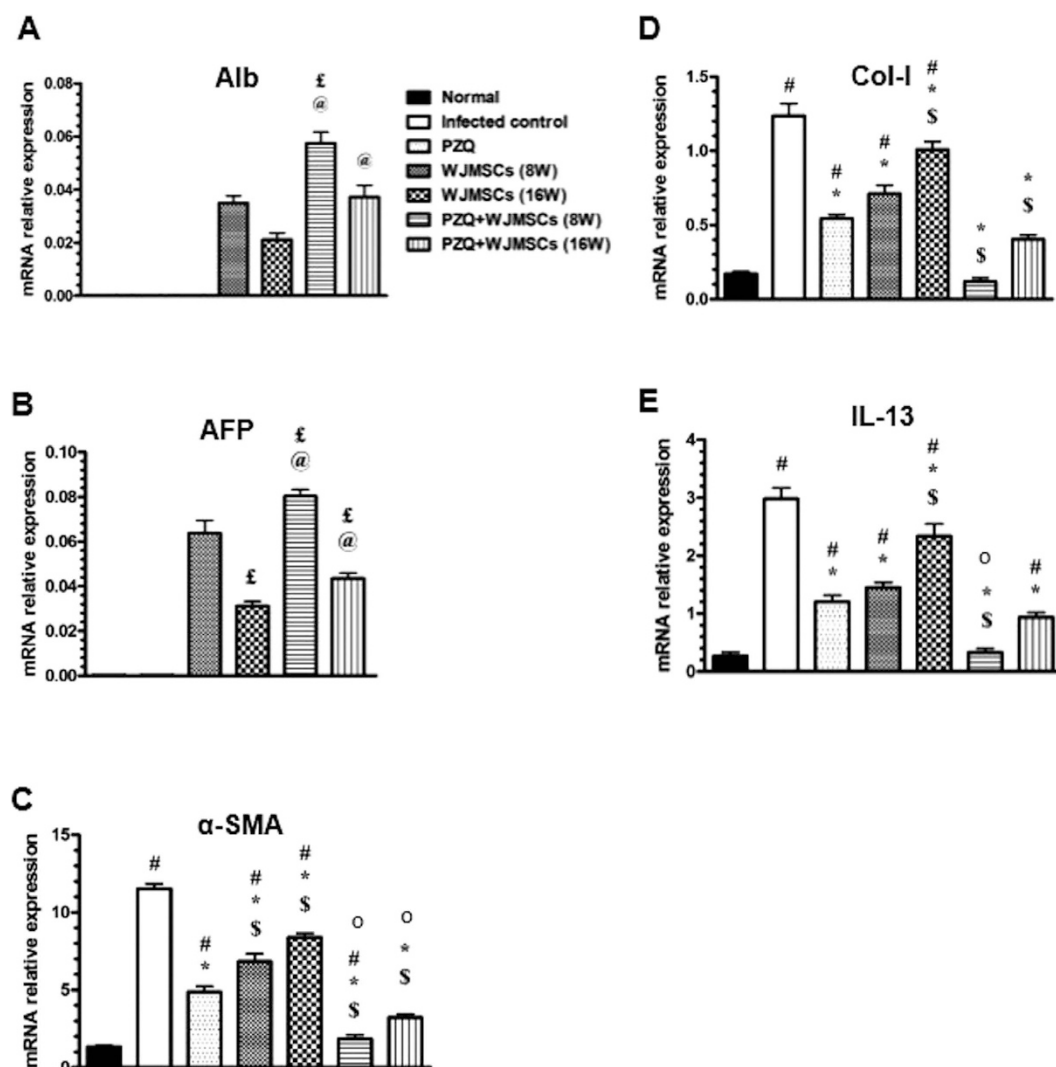 A
Alb
mRNA relative expression
0.08
0.06
0.04
0.02
0.00
£
@
@
Normal
Infected control
PZQ
WJMSCs (8W)
WJMSCs (16W)
PZQ+WJMSCs (8W)
PZQ+WJMSCs (16W)
B
AFP
mRNA relative expression
0.10
0.08
0.06
0.04
0.02
0.00
£
£
@
£
@
C
α-SMA
mRNA relative expression
15
10
5
0
#
#
*
#
*
$
#
*
$
o
#
*
$
o
*
$
D
Col-I
mRNA relative expression
1.5
1.0
0.5
0.0
#
#
*
#
*
#
*
$
*
$
*
$
E
IL-13
mRNA relative expression
4
3
2
1
0
#
#
*
#
*
#
*
$
o
*
$
#
*